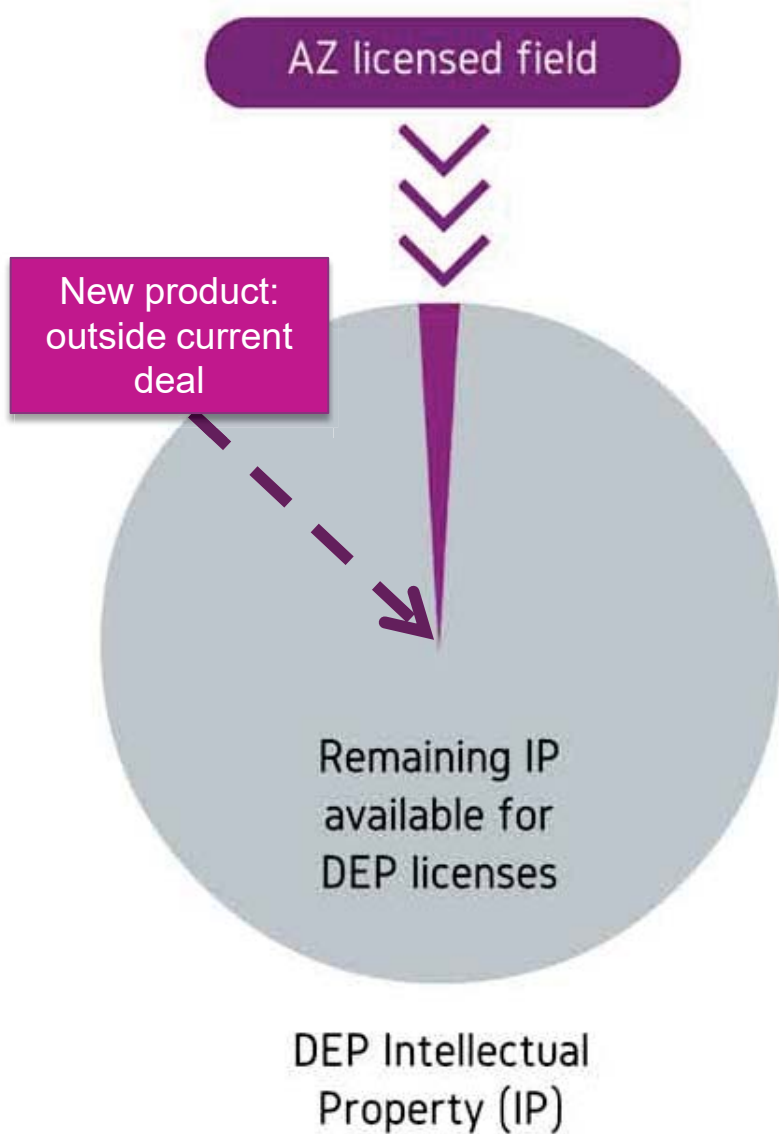 AZ licensed field
New product:
outside current
deal
Remaining IP
available for
DEP licenses
DEP Intellectual
Property (IP)